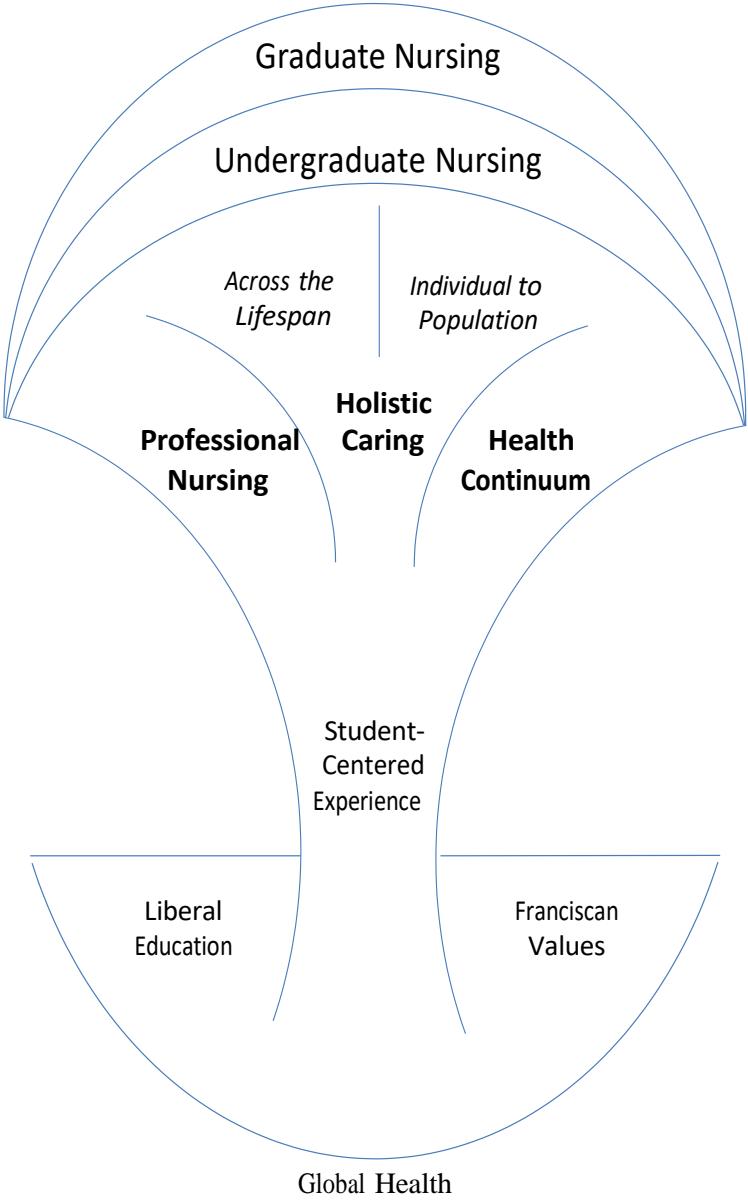 Graduate Nursing
Undergraduate Nursing
Across the
Lifespan
Individual to
Population
Professional
Nursing
Holistic
Caring
Health
Continuum
Student-
Centered
Experience
Liberal
Education
Franciscan
Values
Global Health